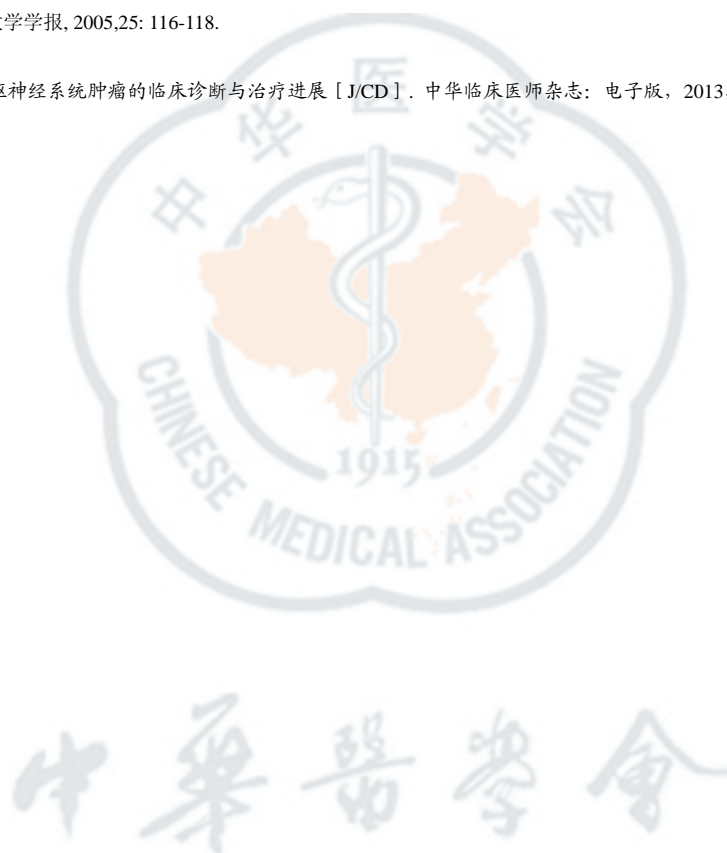 学学报, 2005,25: 116-118.
神经系统肿瘤的临床诊断与治疗进展［J/CD］. 中华临床医师杂志：电子版，2013
中华医学会
CHINESE MEDICAL ASSOCIATION
1915
中華醫學會